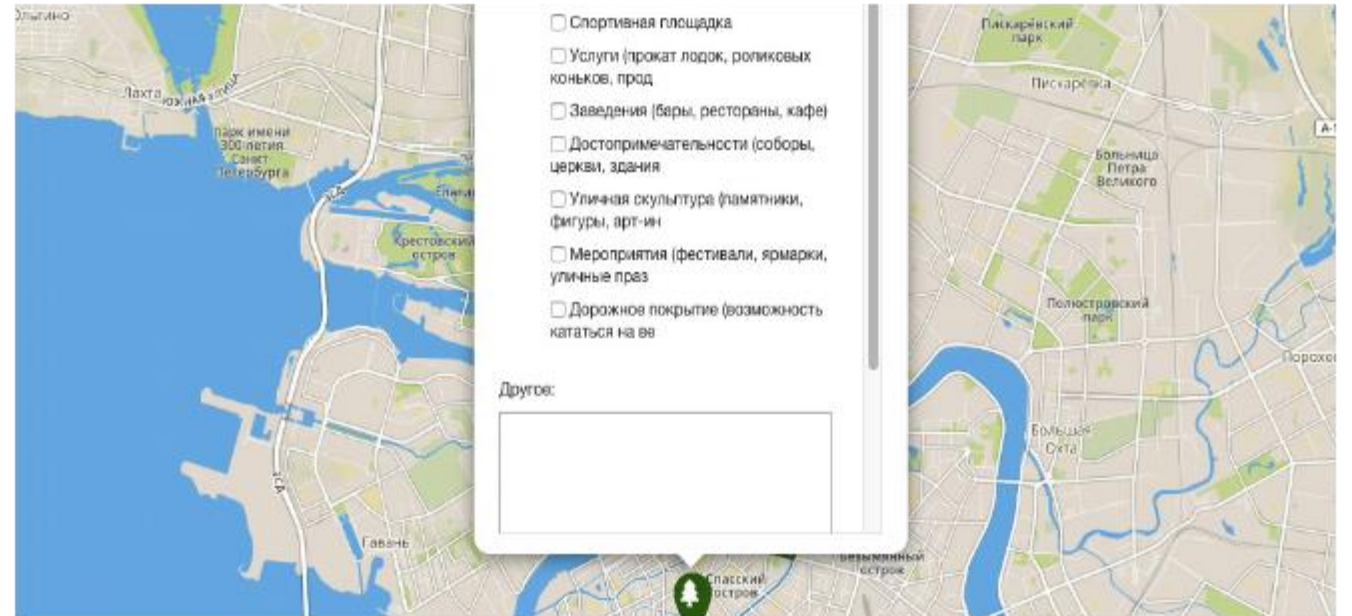 Ольгино
Лахта
Южная улица
Парк имени
300-летия
Санкт
Петербурга
Крестовский
остров
Гавань
Спортивная площадка
Услуги (прокат лодок, роликовых
коньков, прод
Заведения (бары, рестораны, кафе)
Достопримечательности (соборы,
церкви, здания
Уличная скульптура (памятники,
фигуры, арт-ин
Мероприятия (фестивали, ярмарки,
уличные праз
Дорожное покрытие (возможность
кататься на ве
Другое:
Спасский
остров
Пискарёвский
парк
Пискарёвка
Больница
Петра
Великого
Полюстровский
парк
Порохо
Большая
Охта
Безымянный
остров